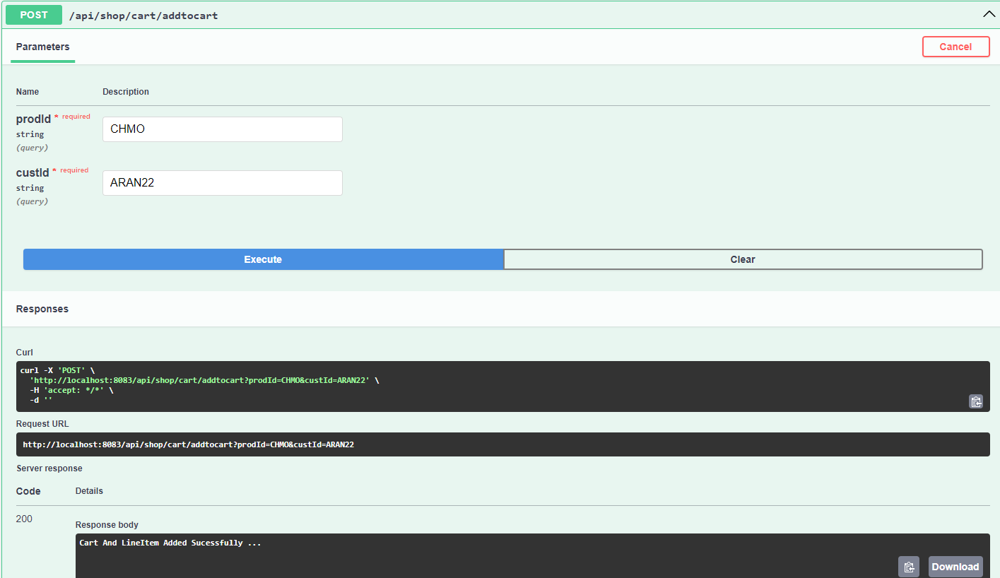 POST /api/shop/cart/addtocart
Parameters
Cancel
Name Description
prodId * required
string
(query)
CHMO
custId * required
string
(query)
ARAN22
Execute
Clear
Responses
Curl
curl -X 'POST' \
'http://localhost:8083/api/shop/cart/addtocart?prodId=CHMO&custId=ARAN22' \
-H 'accept: */*' \
-d ''
Request URL
http://localhost:8083/api/shop/cart/addtocart?prodId=CHMO&custId=ARAN22
Server response
Code Details
200
Response body
Cart And LineItem Added Sucessfully ...
Download